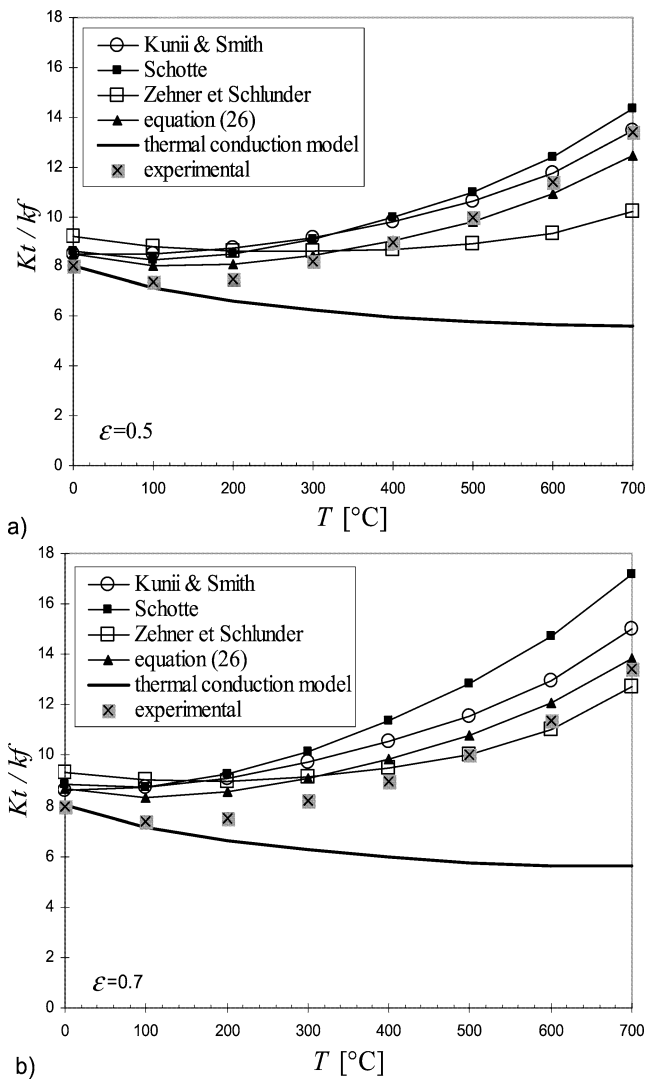 18
16
14
12
10
8
6
4
2
0
Kt / kf
Kunii & Smith
Schotte
Zehner et Schlunder
equation (26)
thermal conduction model
experimental
ε=0.5
0 100 200 300 400 500 600 700
T [°C]
a)
18
16
14
12
10
8
6
4
2
0
Kt / kf
Kunii & Smith
Schotte
Zehner et Schlunder
equation (26)
thermal conduction model
experimental
ε=0.7
0 100 200 300 400 500 600 700
T [°C]
b)